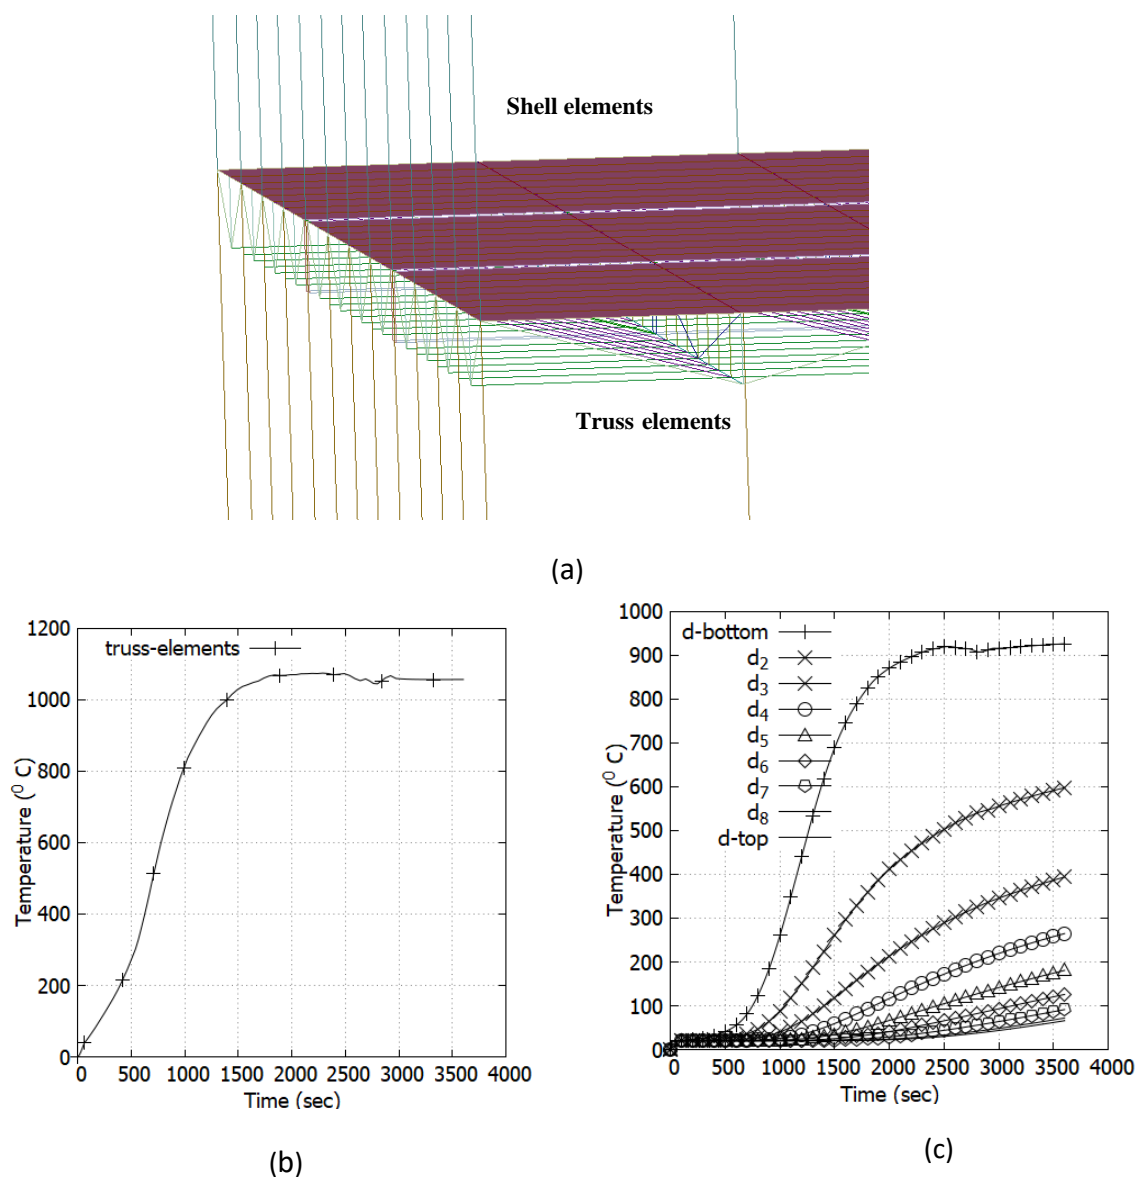 Shell elements
Truss elements
(a)
1200
1000
800
600
400
200
0
Temperature (⁰ C)
truss-elements
0 500 1000 1500 2000 2500 3000 3500 4000
Time (sec)
(b)
1000
900
800
700
600
500
400
300
200
100
0
Temperature (⁰ C)
d-bottom
d₂
d₃
d₄
d₅
d₆
d₇
d₈
d-top
0 500 1000 1500 2000 2500 3000 3500 4000
Time (sec)
(c)